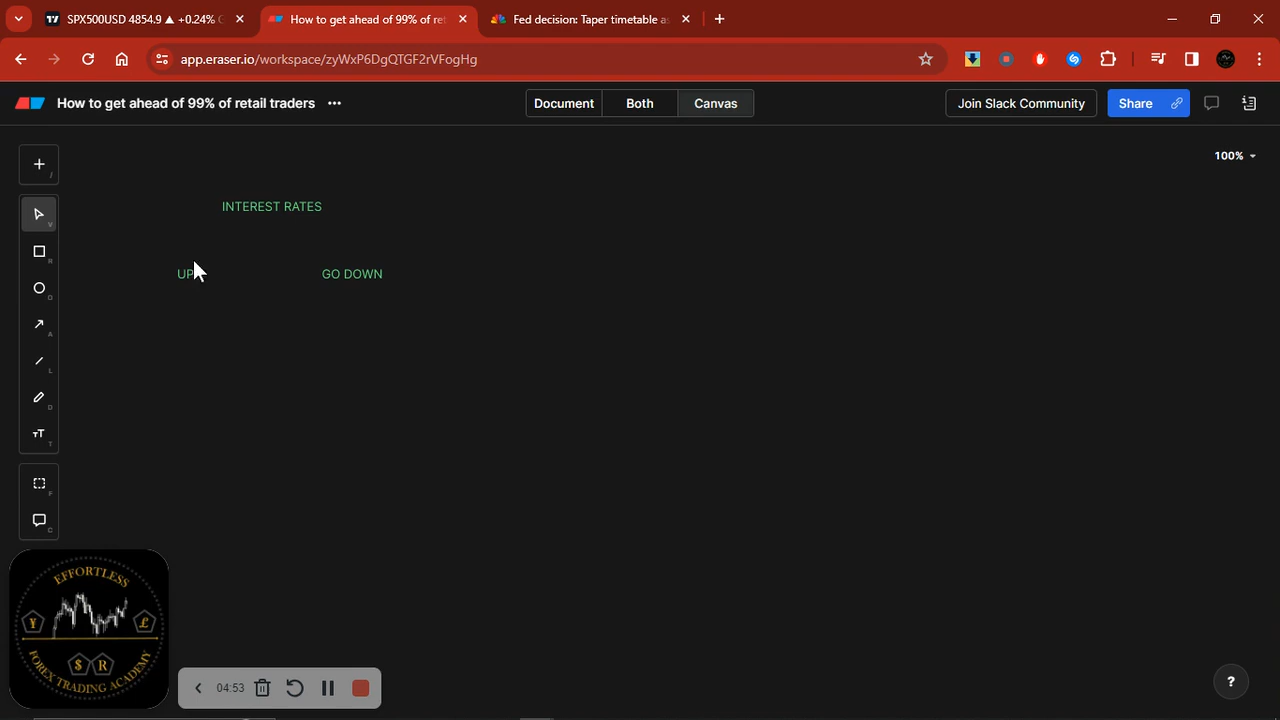 SPX500USD 4854.9 ▲ +0.24%
How to get ahead of 99% of ret
Fed decision: Taper timetable as
app.eraser.io/workspace/zyWxP6DgQTGF2rVFogHg
How to get ahead of 99% of retail traders
Document
Both
Canvas
Join Slack Community
Share
100%
INTEREST RATES
UP
GO DOWN
EFFORTLESS
¥ £
$ R
FOREX TRADING ACADEMY
04:53
?